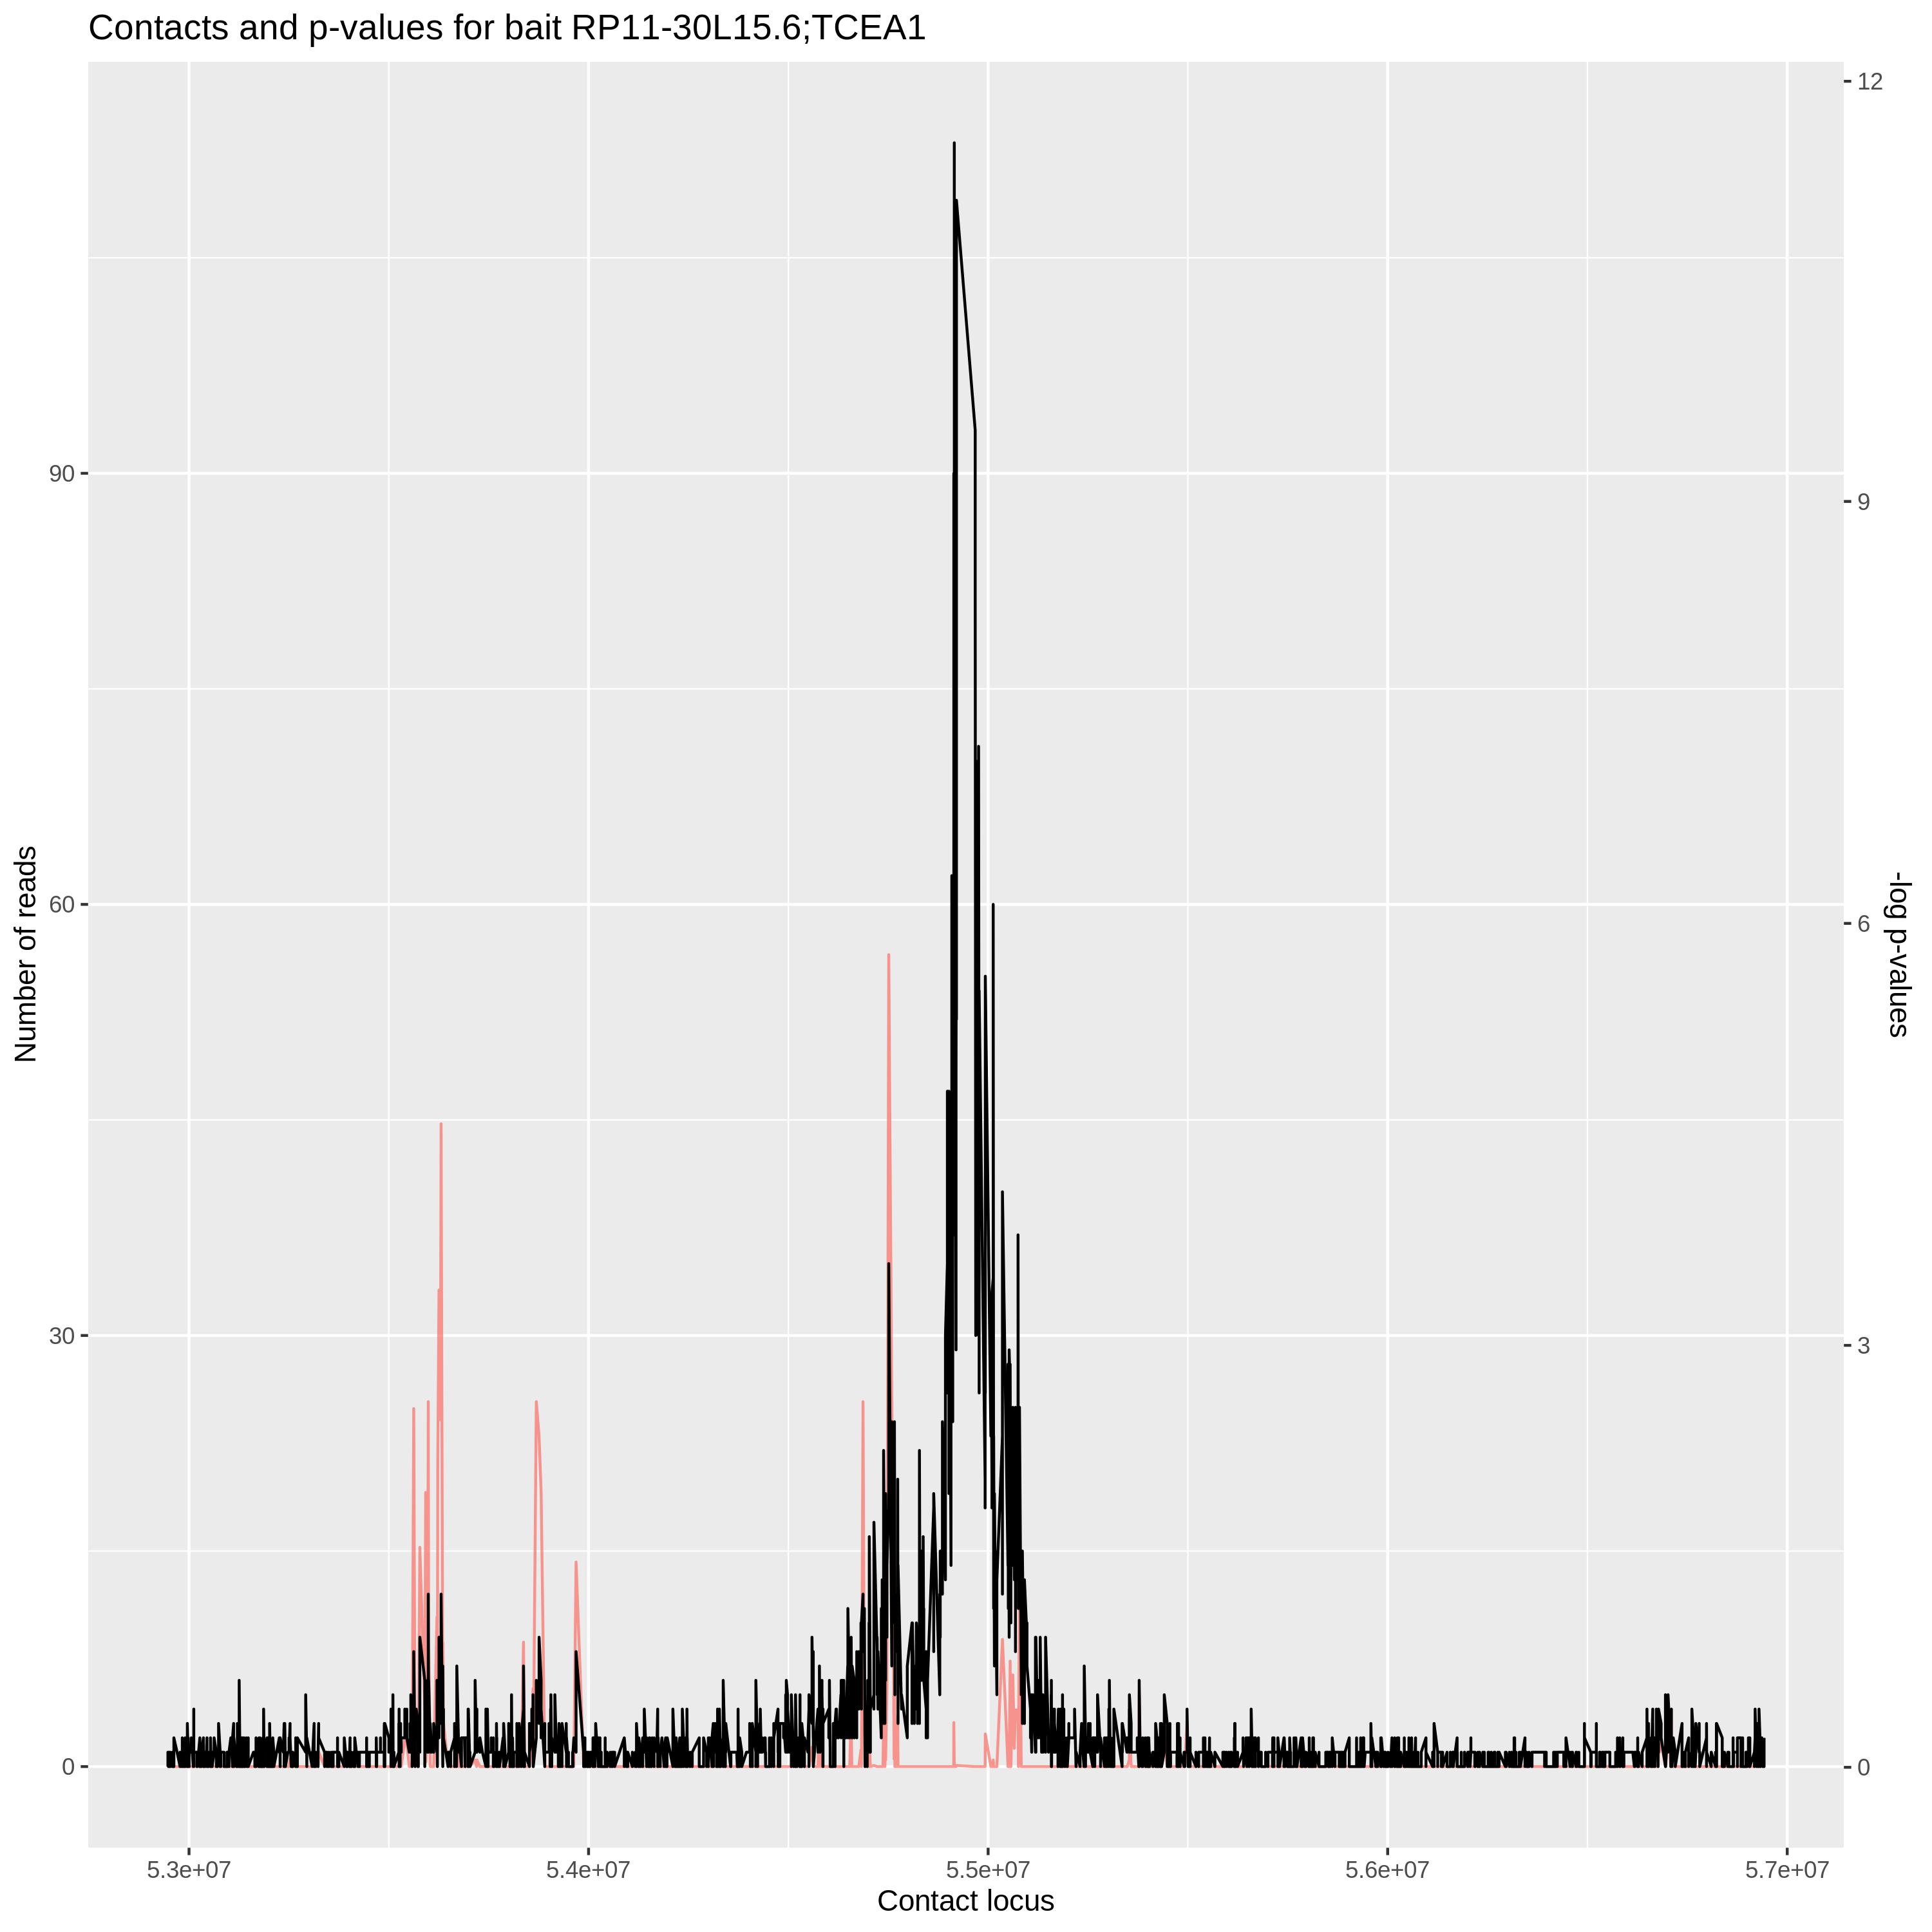 Contacts and p-values for bait RP11-30L15.6;TCEA1
12
90
9
Number of reads
60
6
-log p-values
30
3
0
0
5.3e+07
5.4e+07
5.5e+07
5.6e+07
5.7e+07
Contact locus